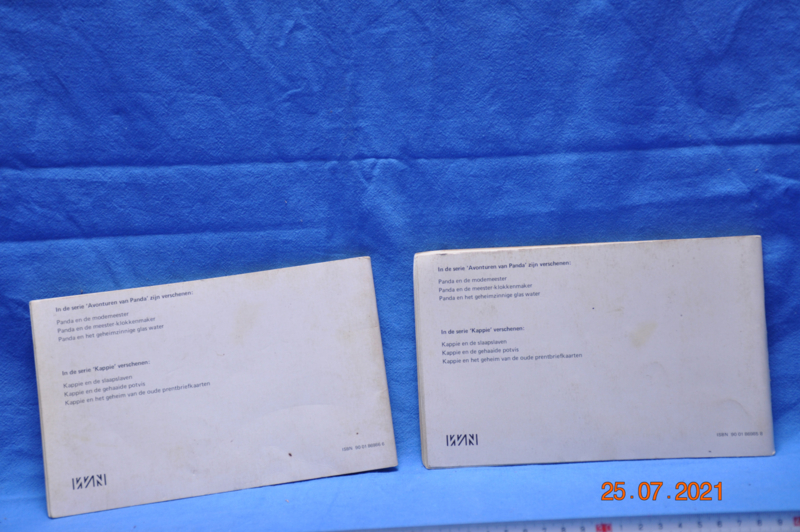 In de serie 'Avonturen van Panda' zijn verschenen:
Panda en de modemeester
Panda en de meester-klokkenmaker
Panda en het geheimzinnige glas water
In de serie 'Kappie' verschenen:
Kappie en de slaapslaven
Kappie en de gehaaide potvis
Kappie en het geheim van de oude prentbriefkaarten
ISBN
In de serie 'Avonturen van Panda' zijn verschenen:
Panda en de modemeester
Panda en de meester-klokkenmaker
Panda en het geheimzinnige glas water
In de serie 'Kappie' verschenen:
Kappie en de slaapslaven
Kappie en de gehaaide potvis
Kappie en het geheim van de oude prentbriefkaarten
ISBN
25.07.2021